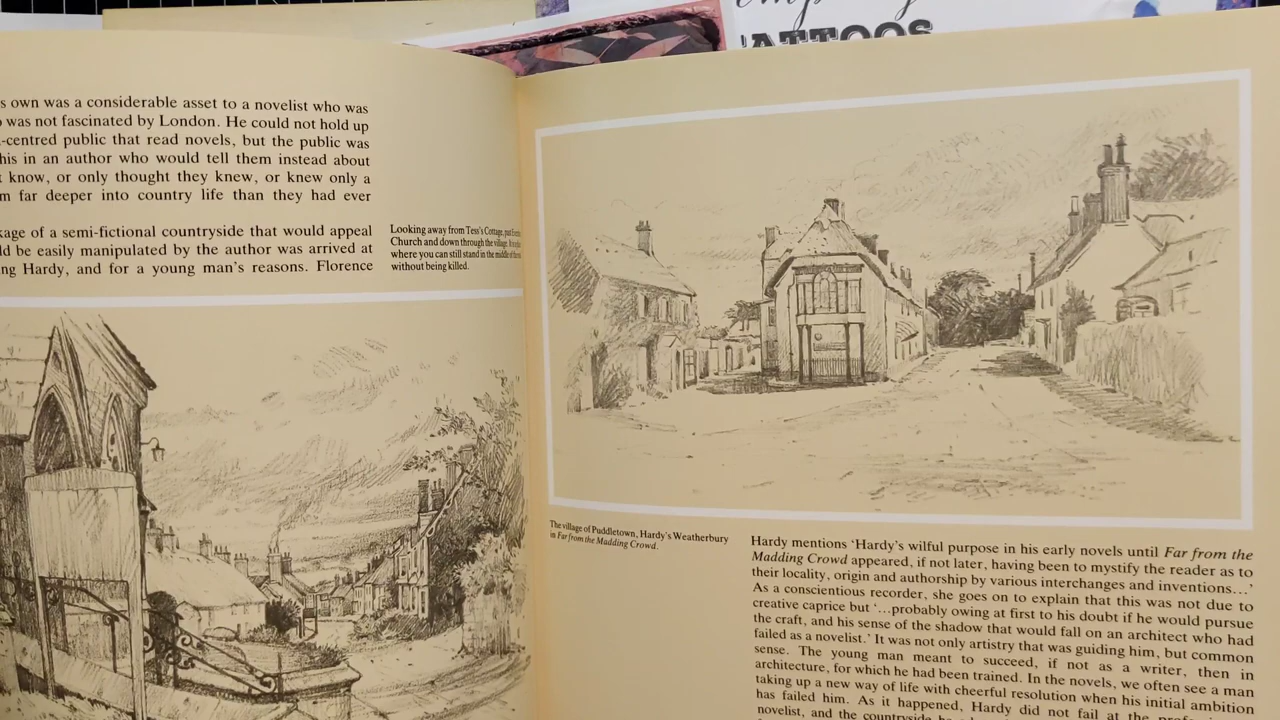 ATTOOS
s own was a considerable asset to a novelist who was
was not fascinated by London. He could not hold up
-centred public that read novels, but the public was
his in an author who would tell them instead about
know, or only thought they knew, or knew only a
m far deeper into country life than they had ever
kage of a semi-fictional countryside that would appeal
ld be easily manipulated by the author was arrived at
ng Hardy, and for a young man's reasons. Florence
Looking away from Tess's Cottage, past
Church and down through the village.
where you can still stand in the middle of the
without being killed.
The village of Puddletown, Hardy's Weatherbury
in Far from the Madding Crowd.
Hardy mentions 'Hardy's wilful purpose in his early novels until Far from the
Madding Crowd appeared, if not later, having been to mystify the reader as to
their locality, origin and authorship by various interchanges and inventions...'
As a conscientious recorder, she goes on to explain that this was not due to
creative caprice but '...probably owing at first to his doubt if he would pursue
the craft, and his sense of the shadow that would fall on an architect who had
failed as a novelist.' It was not only artistry that was guiding him, but common
sense. The young man meant to succeed, if not as a writer, then in
architecture, for which he had been trained. In the novels, we often see a man
taking up a new way of life with cheerful resolution when his initial ambition
has failed him. As it happened, Hardy did not fail at the
novelist, and the countryside